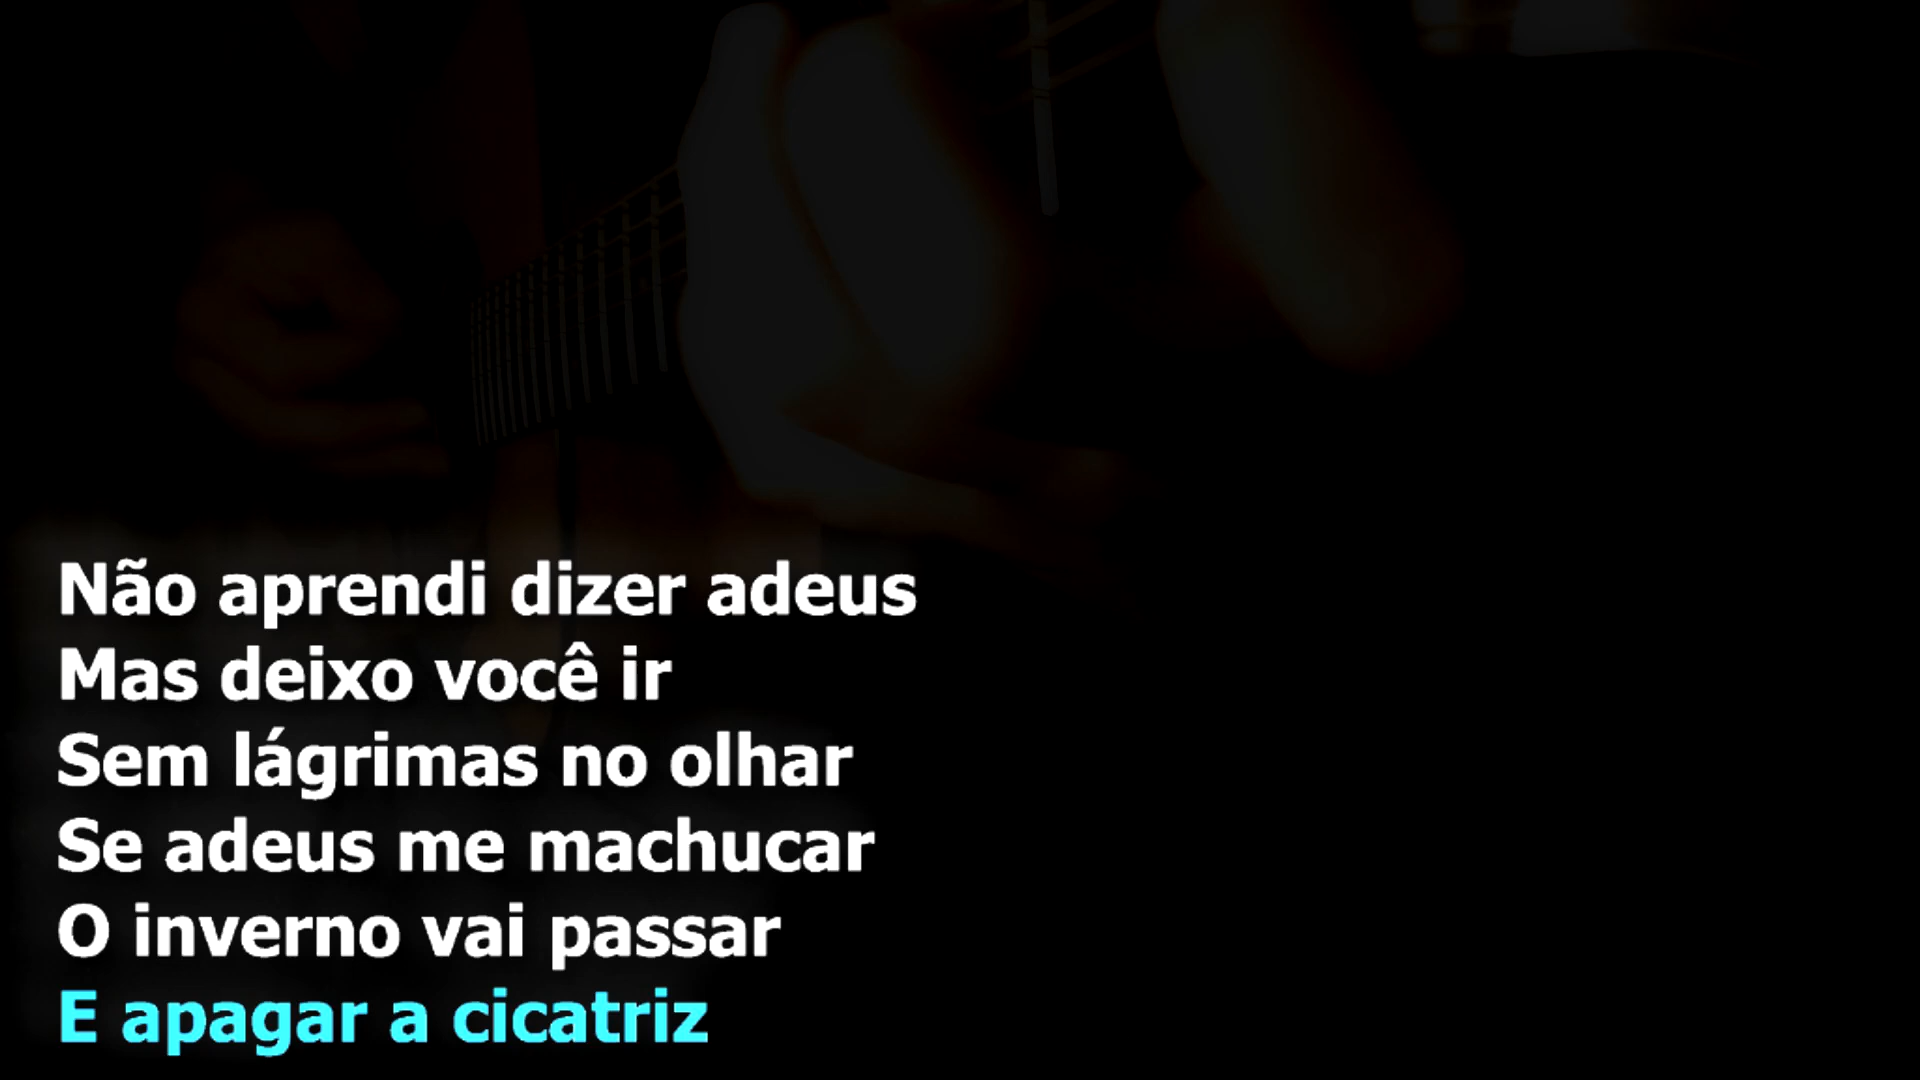 Não aprendi dizer adeus
Mas deixo você ir
Sem lágrimas no olhar
Se adeus me machucar
O inverno vai passar
E apagar a cicatriz